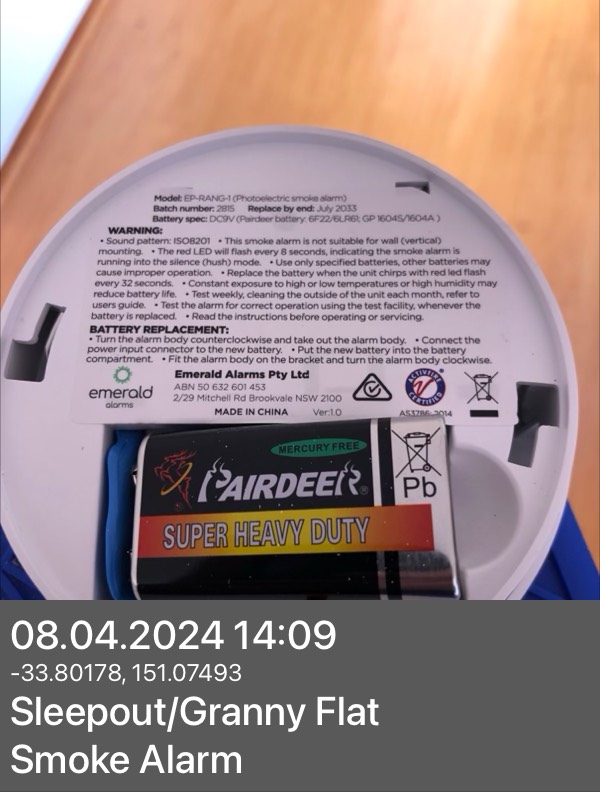 Model: EP-RANG-1 (Photoelectric smoke alarm)
Batch number: 2815 Replace by end: July 2033
Battery spec: DC9V (Pairdeer battery: 6F22/6LR61; GP 1604S/1604A )
WARNING:
• Sound pattern: ISO8201 • This smoke alarm is not suitable for wall (vertical)
mounting. • The red LED will flash every 8 seconds, indicating the smoke alarm is
running into the silence (hush) mode. • Use only specified batteries, other batteries may
cause improper operation. • Replace the battery when the unit chirps with red led flash
every 32 seconds. • Constant exposure to high or low temperatures or high humidity may
reduce battery life. • Test weekly, cleaning the outside of the unit each month, refer to
users guide. • Test the alarm for correct operation using the test facility, whenever the
battery is replaced. • Read the instructions before operating or servicing.
BATTERY REPLACEMENT:
• Turn the alarm body counterclockwise and take out the alarm body. • Connect the
power input connector to the new battery. • Put the new battery into the battery
compartment. • Fit the alarm body on the bracket and turn the alarm body clockwise.
emerald
alarms
Emerald Alarms Pty Ltd
ABN 50 632 601 453
2/29 Mitchell Rd Brookvale NSW 2100
MADE IN CHINA Ver:1.0
ACTIVFIRE
CERTIFIED
AS3786:2014
MERCURY FREE
PAIRDEER®
SUPER HEAVY DUTY
Pb
08.04.2024 14:09
-33.80178, 151.07493
Sleepout/Granny Flat
Smoke Alarm